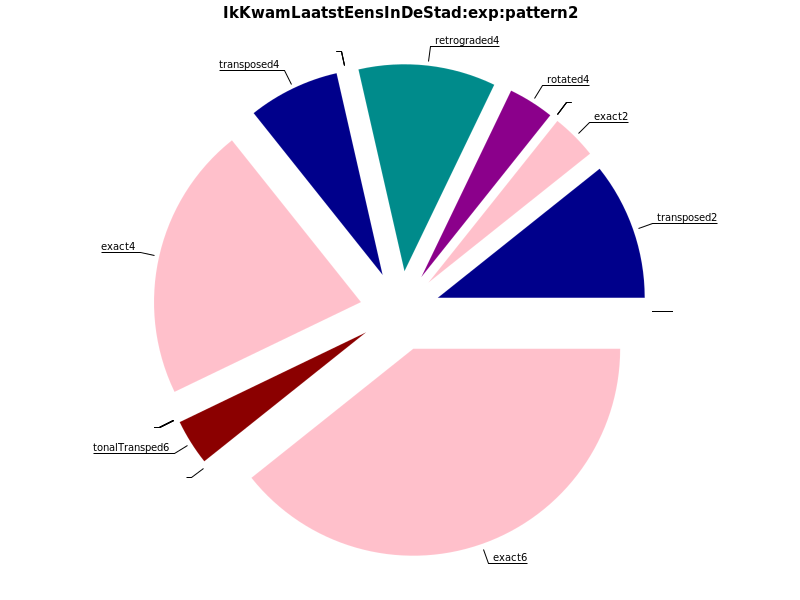 IkKwamLaatstEensInDeStad:exp:pattern2
retrograded4
transposed4
rotated4
exact2
transposed2
exact4
tonalTransped6
exact6